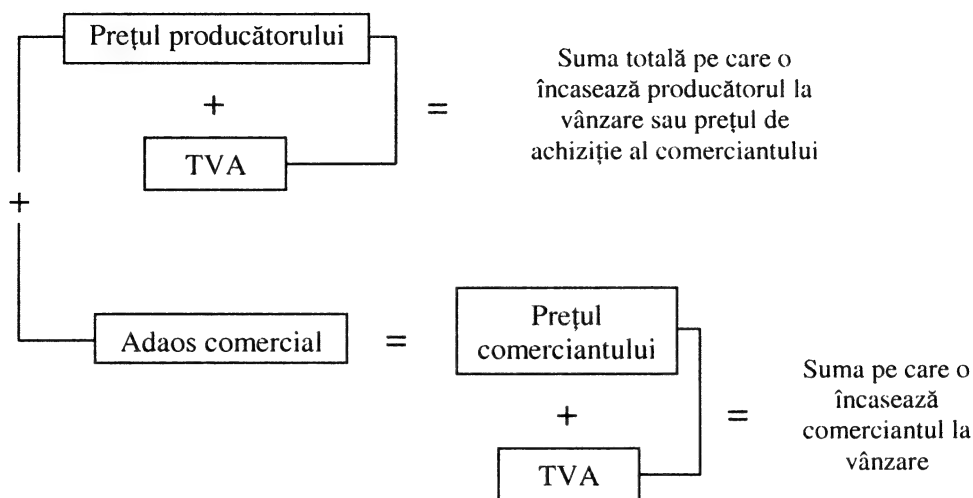 Prețul producătorului
+
TVA
=
Suma totală pe care o
încasează producătorul la
vânzare sau prețul de
achiziție al comerciantului
+
Adaos comercial
=
Prețul
comerciantului
+
TVA
=
Suma pe care o
încasează
comerciantul la
vânzare